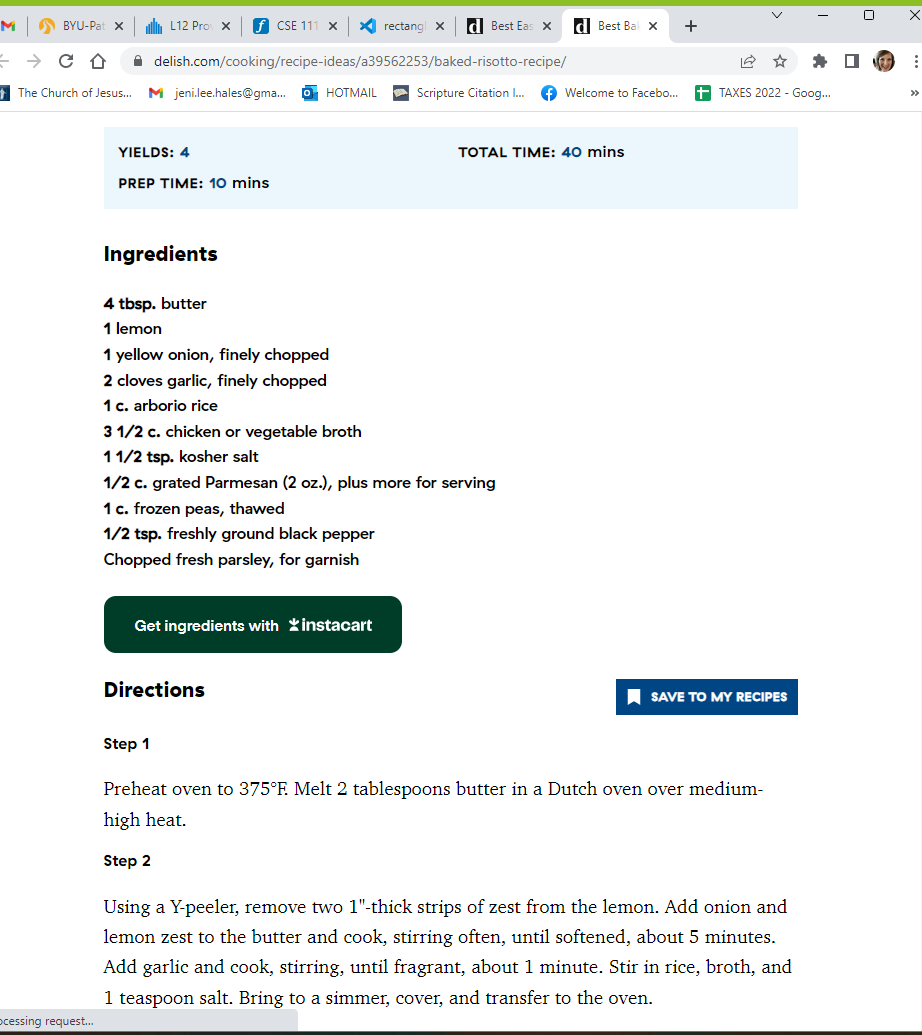 BYU-Pat
L12 Prov
CSE 111
rectangl
Best Eas
Best Bak
delish.com/cooking/recipe-ideas/a39562253/baked-risotto-recipe/
The Church of Jesus... jeni.lee.hales@gma... HOTMAIL Scripture Citation I... Welcome to Facebo... TAXES 2022 - Goog...
YIELDS: 4 TOTAL TIME: 40 mins
PREP TIME: 10 mins
Ingredients
4 tbsp. butter
1 lemon
1 yellow onion, finely chopped
2 cloves garlic, finely chopped
1 c. arborio rice
3 1/2 c. chicken or vegetable broth
1 1/2 tsp. kosher salt
1/2 c. grated Parmesan (2 oz.), plus more for serving
1 c. frozen peas, thawed
1/2 tsp. freshly ground black pepper
Chopped fresh parsley, for garnish
Get ingredients with instacart
Directions
SAVE TO MY RECIPES
Step 1
Preheat oven to 375°F. Melt 2 tablespoons butter in a Dutch oven over medium-
high heat.
Step 2
Using a Y-peeler, remove two 1"-thick strips of zest from the lemon. Add onion and
lemon zest to the butter and cook, stirring often, until softened, about 5 minutes.
Add garlic and cook, stirring, until fragrant, about 1 minute. Stir in rice, broth, and
1 teaspoon salt. Bring to a simmer, cover, and transfer to the oven.
ocessing request...